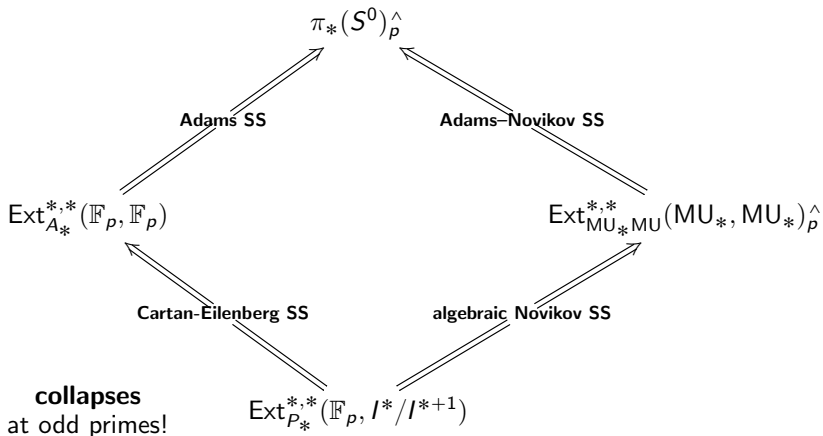 π_*(S^0)^∧_p
Adams SS
Adams–Novikov SS
Ext^{*,*}_{A_*}(𝔽_p, 𝔽_p)
Ext^{*,*}_{MU_*MU}(MU_*, MU_*)^∧_p
Cartan-Eilenberg SS
algebraic Novikov SS
collapses
at odd primes!
Ext^{*,*}_{P_*}(𝔽_p, I^*/I^{*+1})